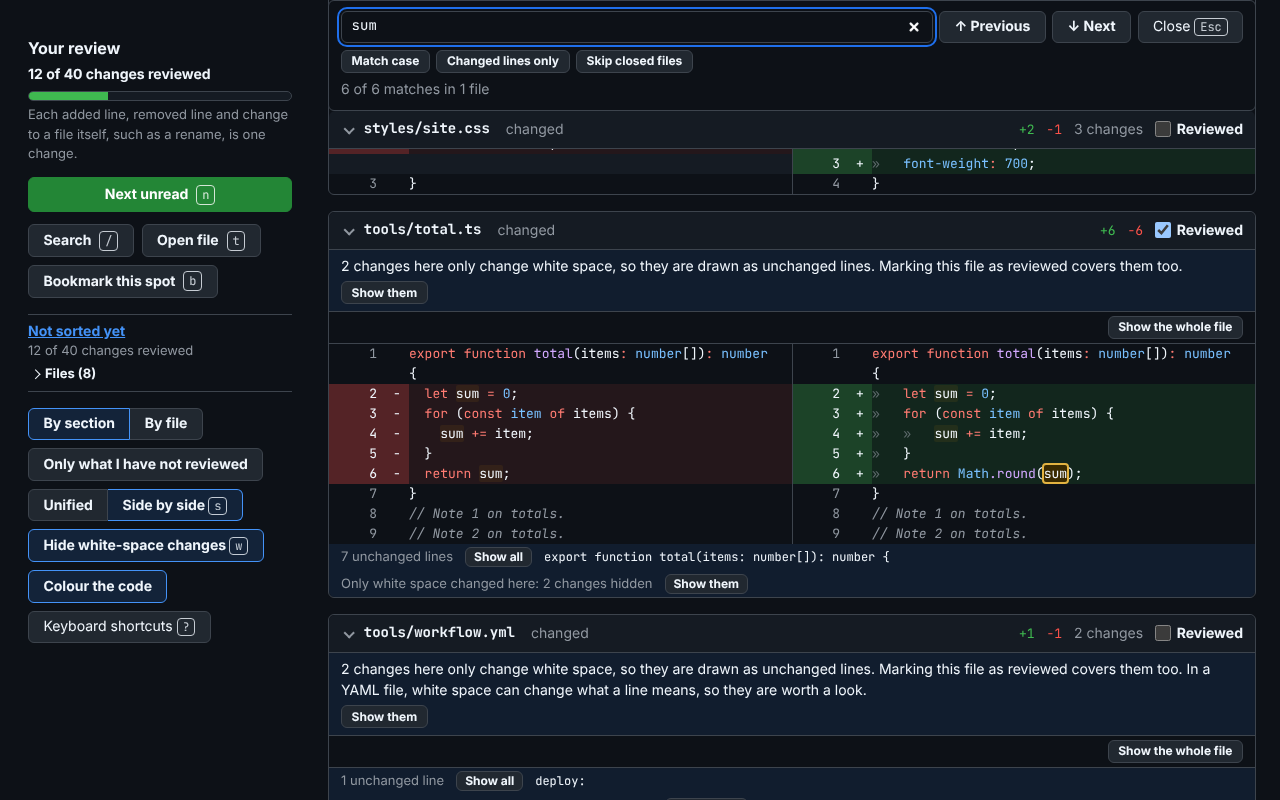 Your review
12 of 40 changes reviewed
Each added line, removed line and change
to a file itself, such as a rename, is one
change.
Next unread n
Search / Open file t
Bookmark this spot b
Not sorted yet
12 of 40 changes reviewed
Files (8)
By section By file
Only what I have not reviewed
Unified Side by side s
Hide white-space changes w
Colour the code
Keyboard shortcuts ?
sum × ↑ Previous ↓ Next Close Esc
Match case Changed lines only Skip closed files
6 of 6 matches in 1 file
styles/site.css changed +2 -1 3 changes Reviewed
3 + » font-weight: 700;
3 } 4 }
tools/total.ts changed +6 -6 Reviewed
2 changes here only change white space, so they are drawn as unchanged lines. Marking this file as reviewed covers them too.
Show them
Show the whole file
1 export function total(items: number[]): number 1 export function total(items: number[]): number
{ {
2 - let sum = 0; 2 + » let sum = 0;
3 - for (const item of items) { 3 + » for (const item of items) {
4 - sum += item; 4 + » » sum += item;
5 - } 5 + » }
6 - return sum; 6 + » return Math.round(sum);
7 } 7 }
8 // Note 1 on totals. 8 // Note 1 on totals.
9 // Note 2 on totals. 9 // Note 2 on totals.
7 unchanged lines Show all export function total(items: number[]): number {
Only white space changed here: 2 changes hidden Show them
tools/workflow.yml changed +1 -1 2 changes Reviewed
2 changes here only change white space, so they are drawn as unchanged lines. Marking this file as reviewed covers them too. In a
YAML file, white space can change what a line means, so they are worth a look.
Show them
Show the whole file
1 unchanged line Show all deploy: